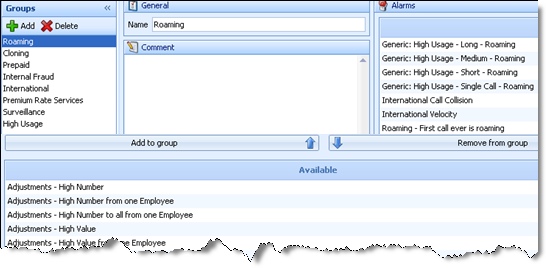 Groups
Add Delete
Roaming
Cloning
Prepaid
Internal Fraud
International
Premium Rate Services
Surveillance
High Usage
General
Name Roaming
Comment
Alarms
Generic: High Usage - Long - Roaming
Generic: High Usage - Medium - Roaming
Generic: High Usage - Short - Roaming
Generic: High Usage - Single Call - Roaming
International Call Collision
International Velocity
Roaming - First call ever is roaming
Add to group
Remove from group
Available
Adjustments - High Number
Adjustments - High Number from one Employee
Adjustments - High Number to all from one Employee
Adjustments - High Value
Adjustments - High Value from one Employee